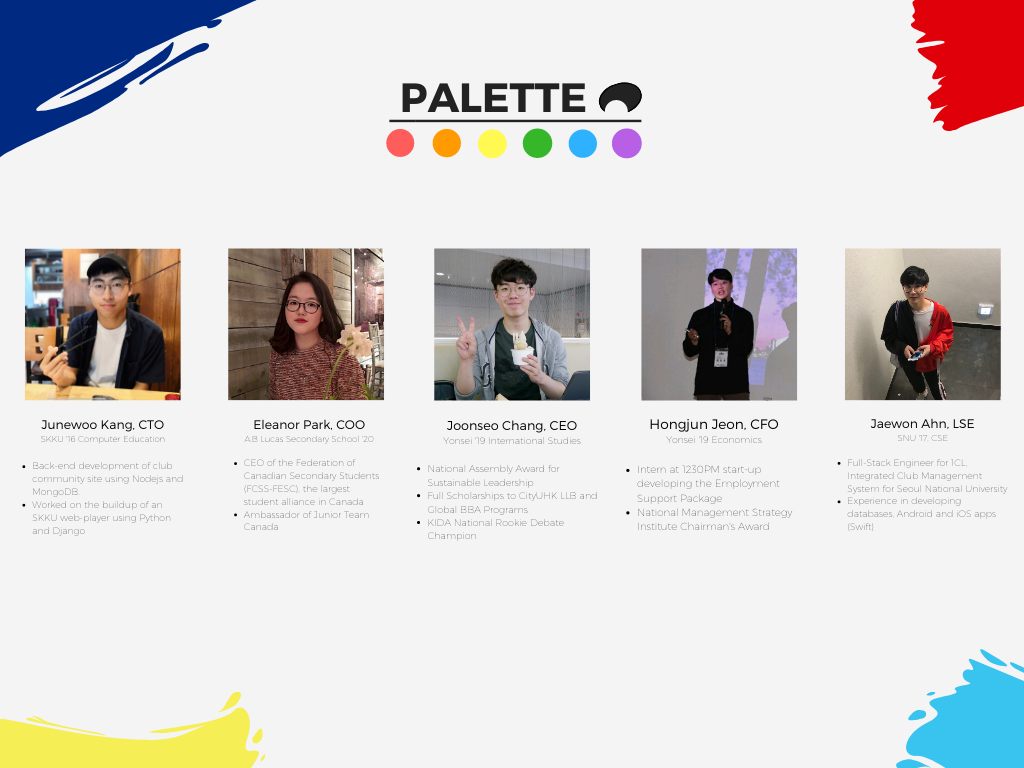 PALETTE
Junewoo Kang, CTO
SKKU '16 Computer Education
Back-end development of club
community site using Nodejs and
MongoDB.
Worked on the buildup of an
SKKU web-player using Python
and Django
Eleanor Park, COO
A.B Lucas Secondary School '20
CEO of the Federation of
Canadian Secondary Students
(FCSS-FESC), the largest
student alliance in Canada
Ambassador of Junior Team
Canada
Joonseo Chang, CEO
Yonsei '19 International Studies
National Assembly Award for
Sustainable Leadership
Full Scholarships to CityUHK LLB and
Global BBA Programs
KIDA National Rookie Debate
Champion
Hongjun Jeon, CFO
Yonsei '19 Economics
Intern at 1230PM start-up
developing the Employment
Support Package
National Management Strategy
Institute Chairman's Award
Jaewon Ahn, LSE
SNU '17, CSE
Full-Stack Engineer for ICL,
Integrated Club Management
System for Seoul National University
Experience in developing
databases, Android and iOS apps
(Swift)